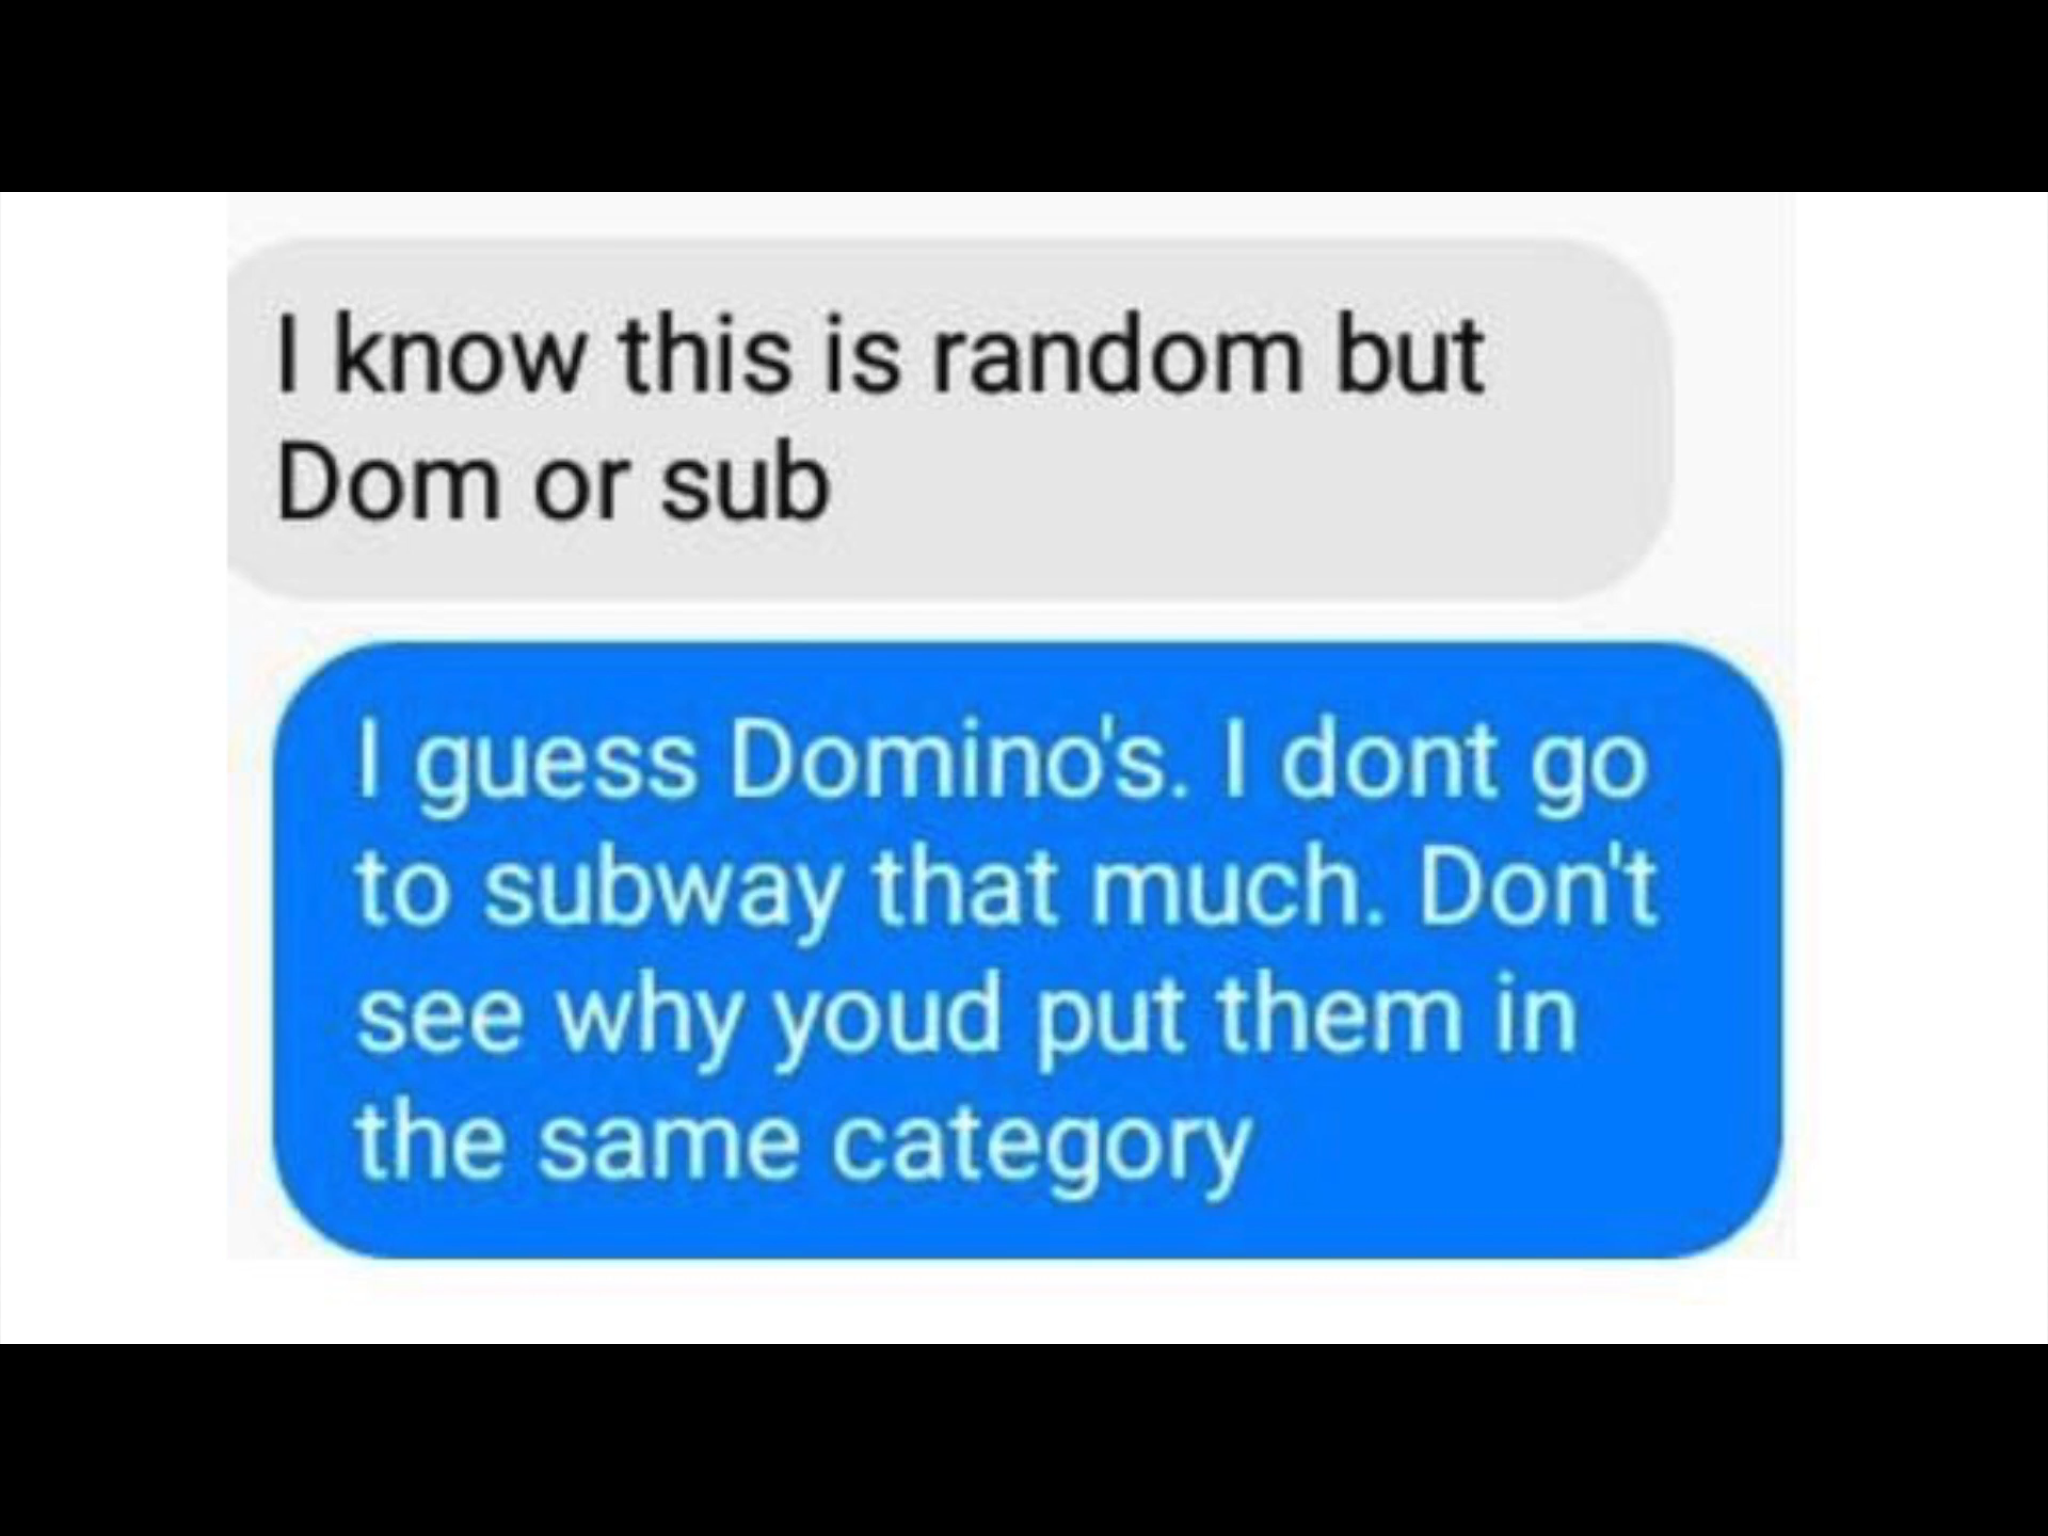 I know this is random but
Dom or sub
I guess Domino's. I dont go
to subway that much. Don't
see why youd put them in
the same category